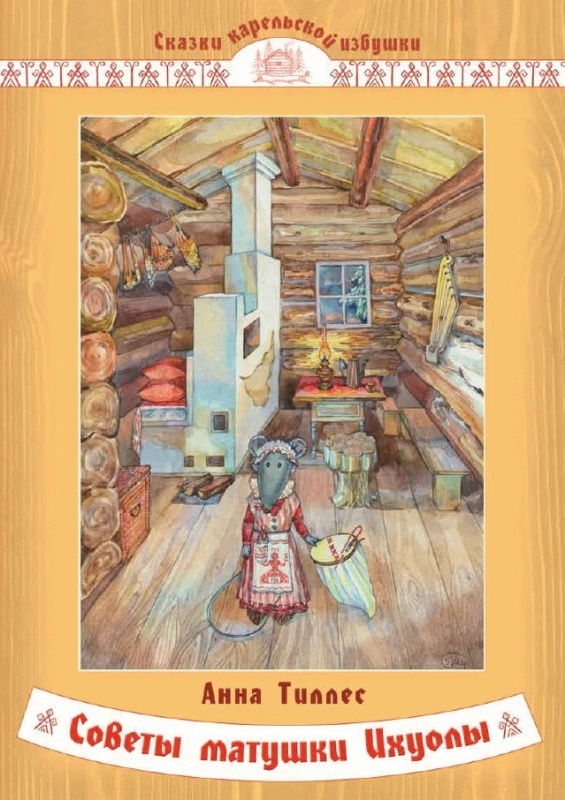 Сказки карельской избушки
Анна Тиллес
Советы матушки Ихуолы